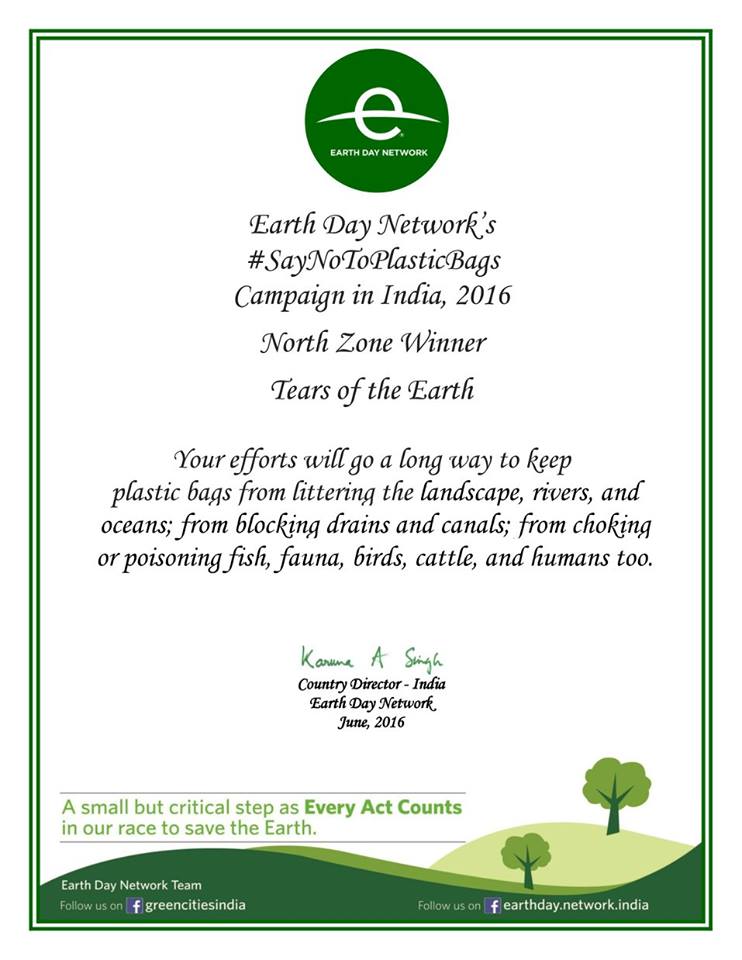 e
EARTH DAY NETWORK
Earth Day Network's
#SayNoToPlasticBags
Campaign in India, 2016
North Zone Winner
Tears of the Earth
Your efforts will go a long way to keep
plastic bags from littering the landscape, rivers, and
oceans; from blocking drains and canals; from choking
or poisoning fish, fauna, birds, cattle, and humans too.
Karuna A Singh
Country Director - India
Earth Day Network
June, 2016
A small but critical step as Every Act Counts
in our race to save the Earth.
Earth Day Network Team
Follow us on f greencitiesindia
Follow us on f earthday.network.india